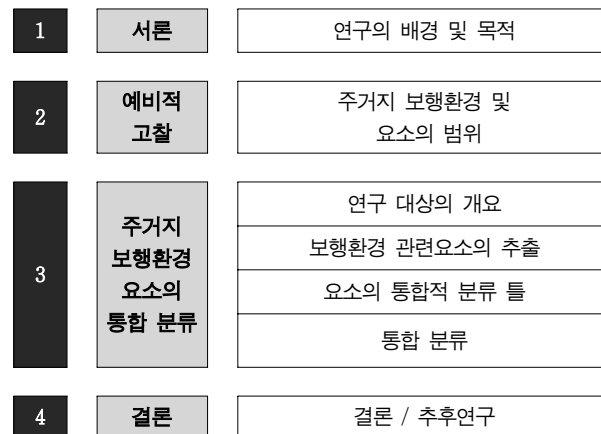 1
서론
연구의 배경 및 목적
2
예비적
고찰
주거지 보행환경 및
요소의 범위
3
주거지
보행환경
요소의
통합 분류
연구 대상의 개요
보행환경 관련요소의 추출
요소의 통합적 분류 틀
통합 분류
4
결론
결론 / 추후연구